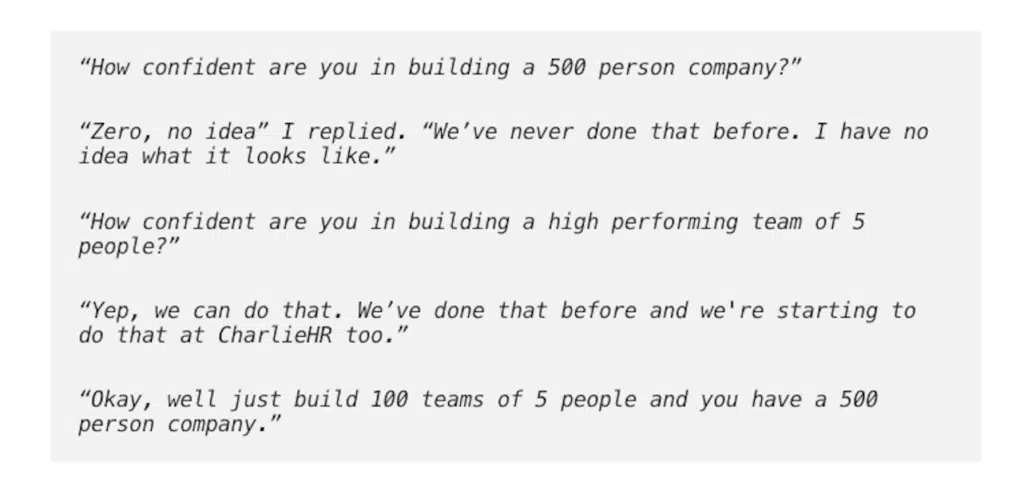 “How confident are you in building a 500 person company?”
“Zero, no idea” I replied. “We’ve never done that before. I have no
idea what it looks like.”
“How confident are you in building a high performing team of 5
people?”
“Yep, we can do that. We’ve done that before and we're starting to
do that at CharlieHR too.”
“Okay, well just build 100 teams of 5 people and you have a 500
person company.”